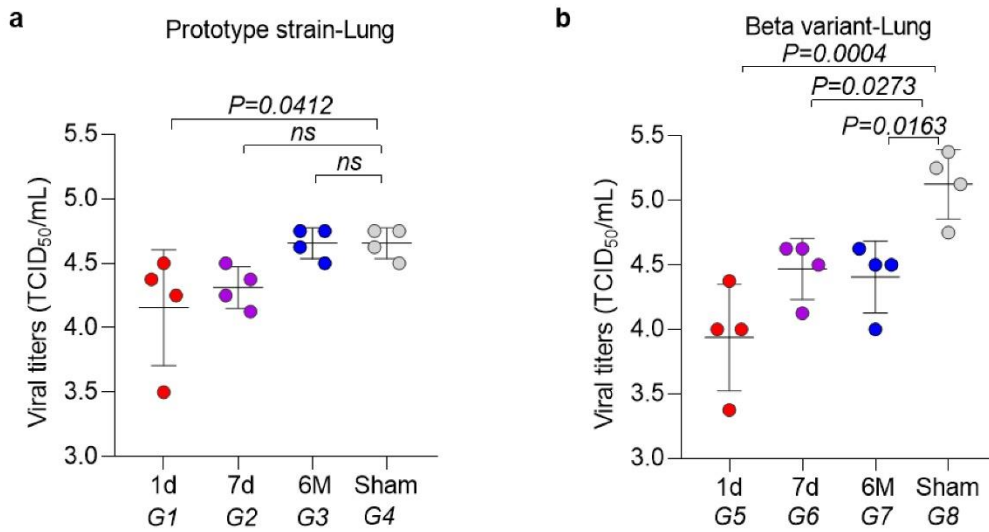 a
Prototype strain-Lung
P=0.0412
ns
ns
Viral titers (TCID50/mL)
5.5
5.0
4.5
4.0
3.5
3.0
1d 7d 6M Sham
G1 G2 G3 G4
b
Beta variant-Lung
P=0.0004
P=0.0273
P=0.0163
Viral titers (TCID50/mL)
5.5
5.0
4.5
4.0
3.5
3.0
1d 7d 6M Sham
G5 G6 G7 G8